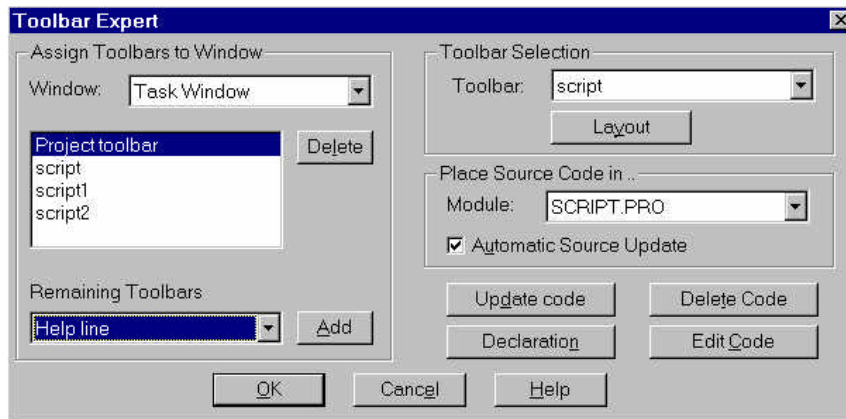 Toolbar Expert
Assign Toolbars to Window
Window: Task Window
Project toolbar
script
script1
script2
Delete
Remaining Toolbars
Help line
Add
Toolbar Selection
Toolbar: script
Layout
Place Source Code in ..
Module: SCRIPT.PRO
Automatic Source Update
Update code
Delete Code
Declaration
Edit Code
OK
Cancel
Help